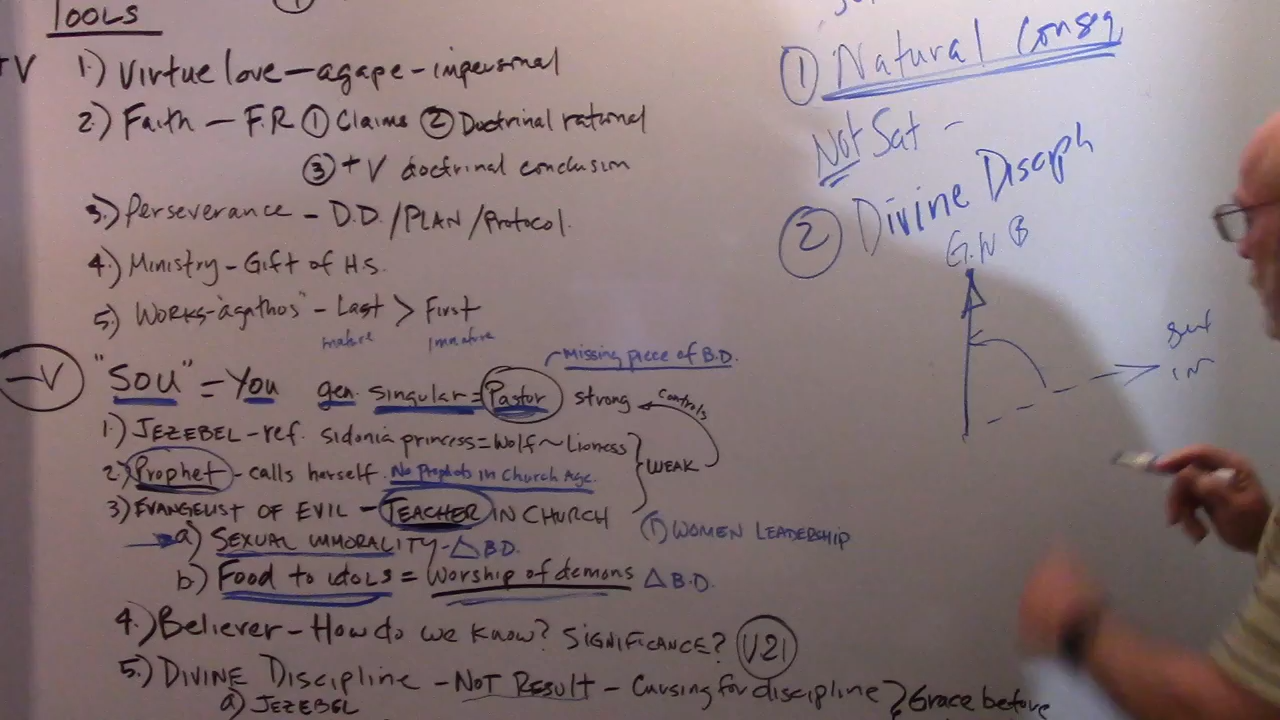 TOOLS
+V
1.) Virtue love – agape – impersonal
2.) Faith – F.R ① Claims ② Doctrinal rational
③ + V doctrinal conclusion
3.) Perseverance – D.D. / PLAN / Protocol.
4.) Ministry – Gift of H.S.
5.) Works – "agathos" – Last > First
mature immature
Missing piece of B.D.
–V "SOU" = You gen. singular = Pastor strong
controls
1.) JEZEBEL – ref. Sidonia princess = Wolf ~ Lioness
2.) Prophet – calls herself. No Prophets in Church Age.
WEAK
3) EVANGELIST OF EVIL – TEACHER IN CHURCH
① WOMEN LEADERSHIP
a) SEXUAL IMMORALITY – △ B.D.
b) Food to idols = Worship of demons △ B.D.
4.) Believer – How do we know? SIGNIFICANCE? V21
5.) DIVINE Discipline – NOT RESULT – Cursing for discipline } Grace before
a) JEZEBEL
① Natural Conseq
Not Sat –
② Divine Disciph